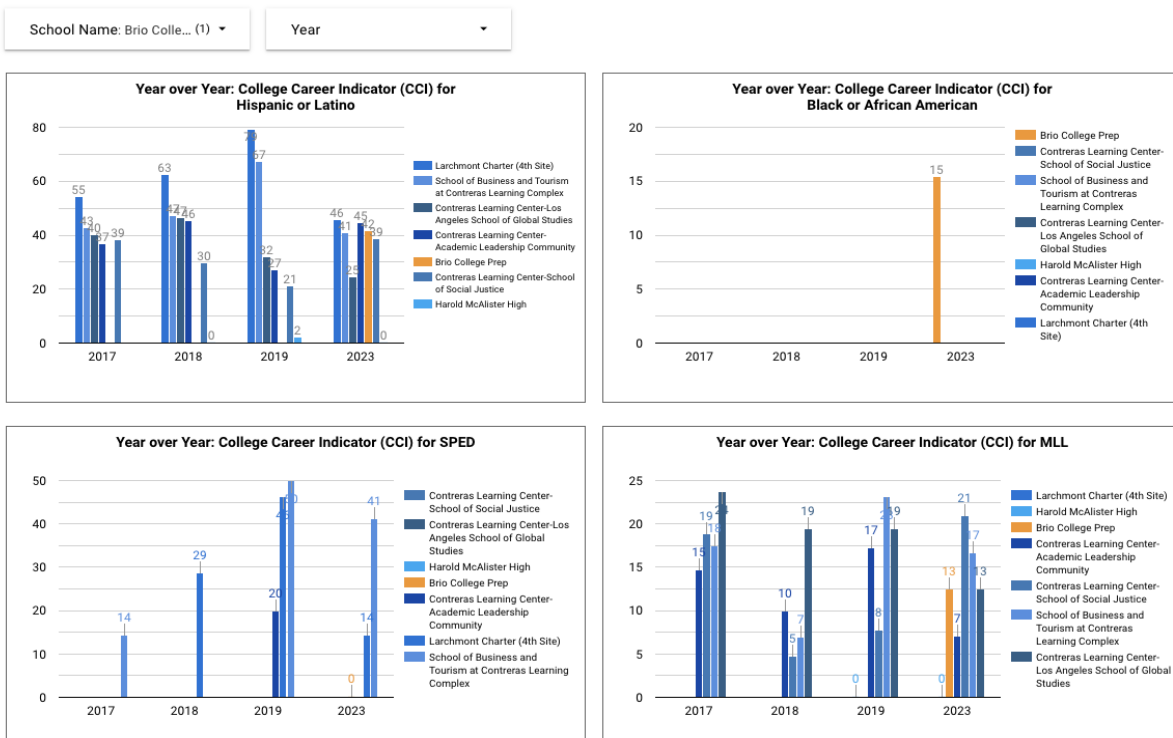 School Name: Brio Colle... (1)
Year
Year over Year: College Career Indicator (CCI) for
Hispanic or Latino
80
60
40
20
0
55
43
40
37
39
63
47
47
46
30
0
79
67
32
27
21
2
46
41
25
45
42
39
0
2017
2018
2019
2023
Larchmont Charter (4th Site)
School of Business and Tourism
at Contreras Learning Complex
Contreras Learning Center-Los
Angeles School of Global Studies
Contreras Learning Center-
Academic Leadership Community
Brio College Prep
Contreras Learning Center-School
of Social Justice
Harold McAlister High
Year over Year: College Career Indicator (CCI) for
Black or African American
20
15
10
5
0
15
2017
2018
2019
2023
Brio College Prep
Contreras Learning Center-
School of Social Justice
School of Business and
Tourism at Contreras
Learning Complex
Contreras Learning Center-
Los Angeles School of
Global Studies
Harold McAlister High
Contreras Learning Center-
Academic Leadership
Community
Larchmont Charter (4th
Site)
Year over Year: College Career Indicator (CCI) for SPED
50
40
30
20
10
0
14
29
20
46
50
0
14
41
2017
2018
2019
2023
Contreras Learning Center-
School of Social Justice
Contreras Learning Center-Los
Angeles School of Global
Studies
Harold McAlister High
Brio College Prep
Contreras Learning Center-
Academic Leadership
Community
Larchmont Charter (4th Site)
School of Business and
Tourism at Contreras Learning
Complex
Year over Year: College Career Indicator (CCI) for MLL
25
20
15
10
5
0
15
19
18
24
10
5
7
19
0
17
8
19
0
13
7
21
17
13
2017
2018
2019
2023
Larchmont Charter (4th Site)
Harold McAlister High
Brio College Prep
Contreras Learning Center-
Academic Leadership
Community
Contreras Learning Center-
School of Social Justice
School of Business and
Tourism at Contreras
Learning Complex
Contreras Learning Center-
Los Angeles School of Global
Studies